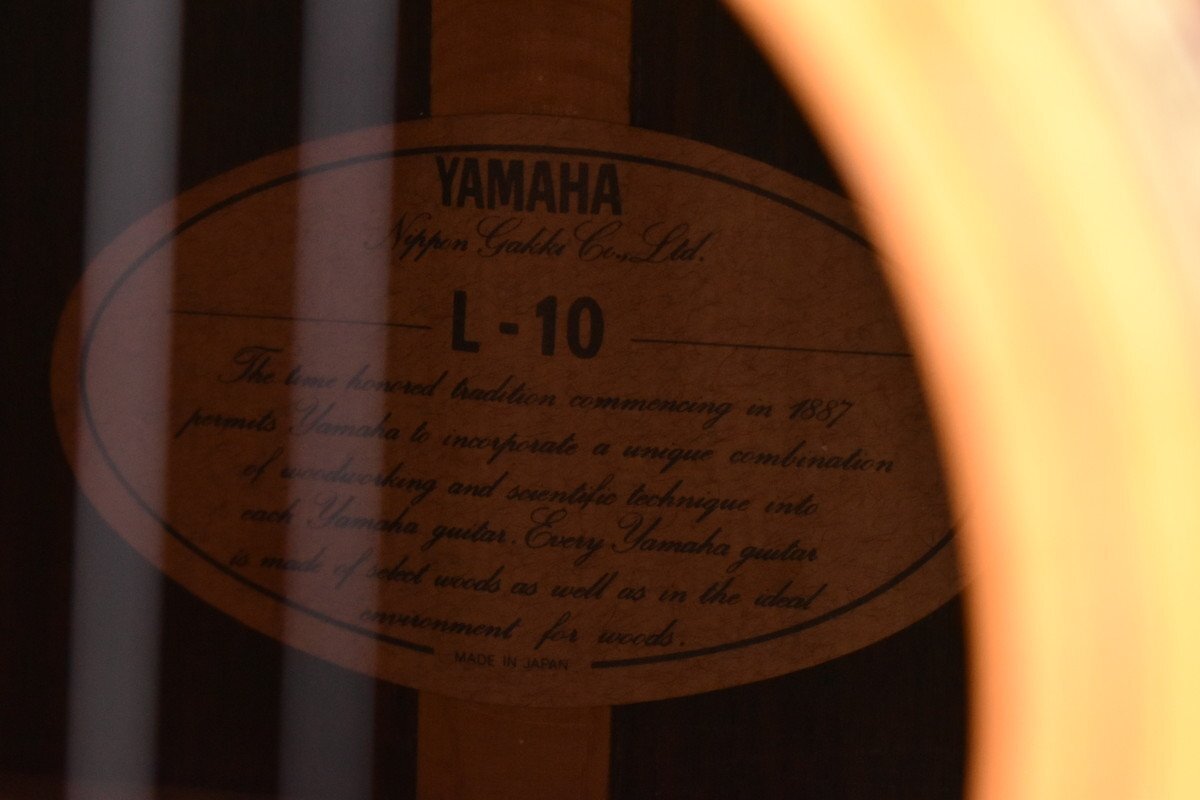 YAMAHA
Nippon Gakki Co., Ltd.
L-10
The time honored tradition commencing in 1887
permits Yamaha to incorporate a unique combination
of woodworking and scientific technique into
each Yamaha guitar. Every Yamaha guitar
is made of select woods as well as in the ideal
environment for woods.
MADE IN JAPAN